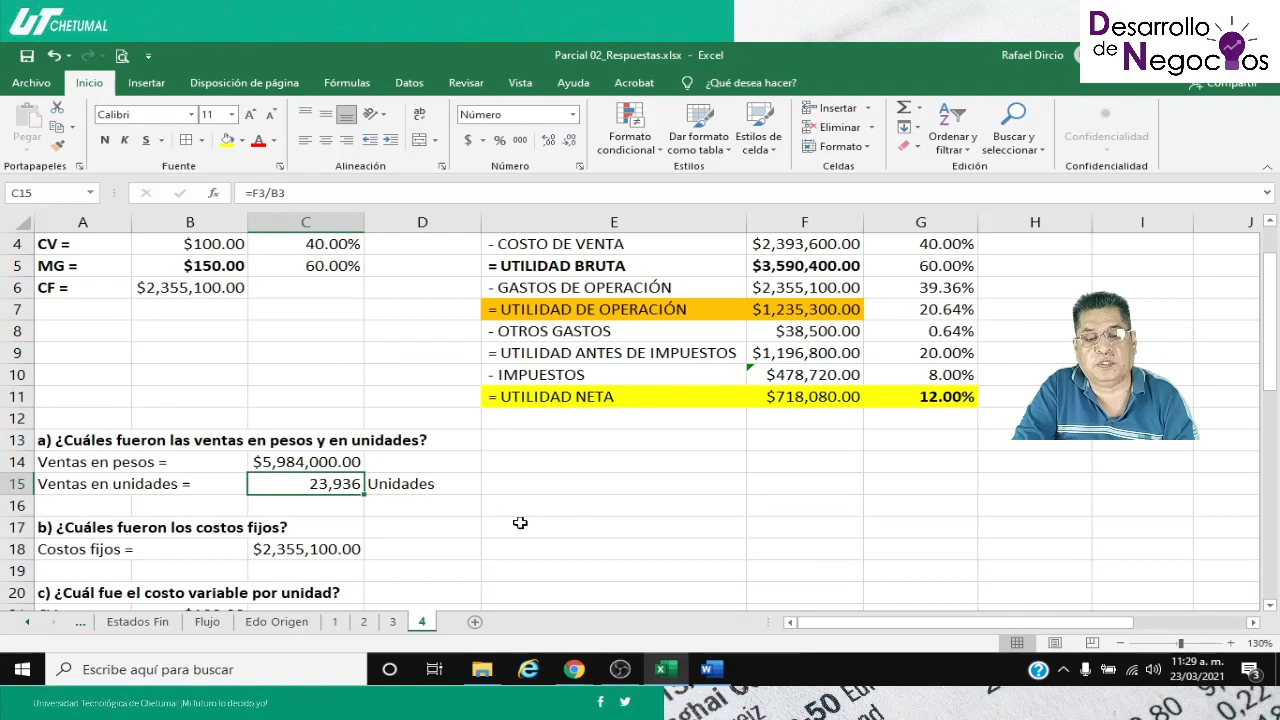 UT CHETUMAL
Desarrollo de Negocios
Parcial 02_Respuestas.xlsx - Excel
Rafael Dircio
Archivo Inicio Insertar Disposición de página Fórmulas Datos Revisar Vista Ayuda Acrobat ¿Qué desea hacer? Compartir
Pegar
Calibri 11
N K S
Número
$ % 000
Formato condicional
Dar formato como tabla
Estilos de celda
Insertar
Eliminar
Formato
Ordenar y filtrar
Buscar y seleccionar
Confidencialidad
Portapapeles Fuente Alineación Número Estilos Celdas Edición Confidencialidad
C15 fx =F3/B3
A B C D E F G H I J
4 CV = $100.00 40.00% - COSTO DE VENTA $2,393,600.00 40.00%
5 MG = $150.00 60.00% = UTILIDAD BRUTA $3,590,400.00 60.00%
6 CF = $2,355,100.00 - GASTOS DE OPERACIÓN $2,355,100.00 39.36%
7 = UTILIDAD DE OPERACIÓN $1,235,300.00 20.64%
8 - OTROS GASTOS $38,500.00 0.64%
9 = UTILIDAD ANTES DE IMPUESTOS $1,196,800.00 20.00%
10 - IMPUESTOS $478,720.00 8.00%
11 = UTILIDAD NETA $718,080.00 12.00%
12
13 a) ¿Cuáles fueron las ventas en pesos y en unidades?
14 Ventas en pesos = $5,984,000.00
15 Ventas en unidades = 23,936 Unidades
16
17 b) ¿Cuáles fueron los costos fijos?
18 Costos fijos = $2,355,100.00
19
20 c) ¿Cuál fue el costo variable por unidad?
... Estados Fin Flujo Edo Origen 1 2 3 4
130%
Escribe aquí para buscar
11:29 a. m.
23/03/2021
3
Universidad Tecnológica de Chetumal ¡Mi futuro lo decido yo!